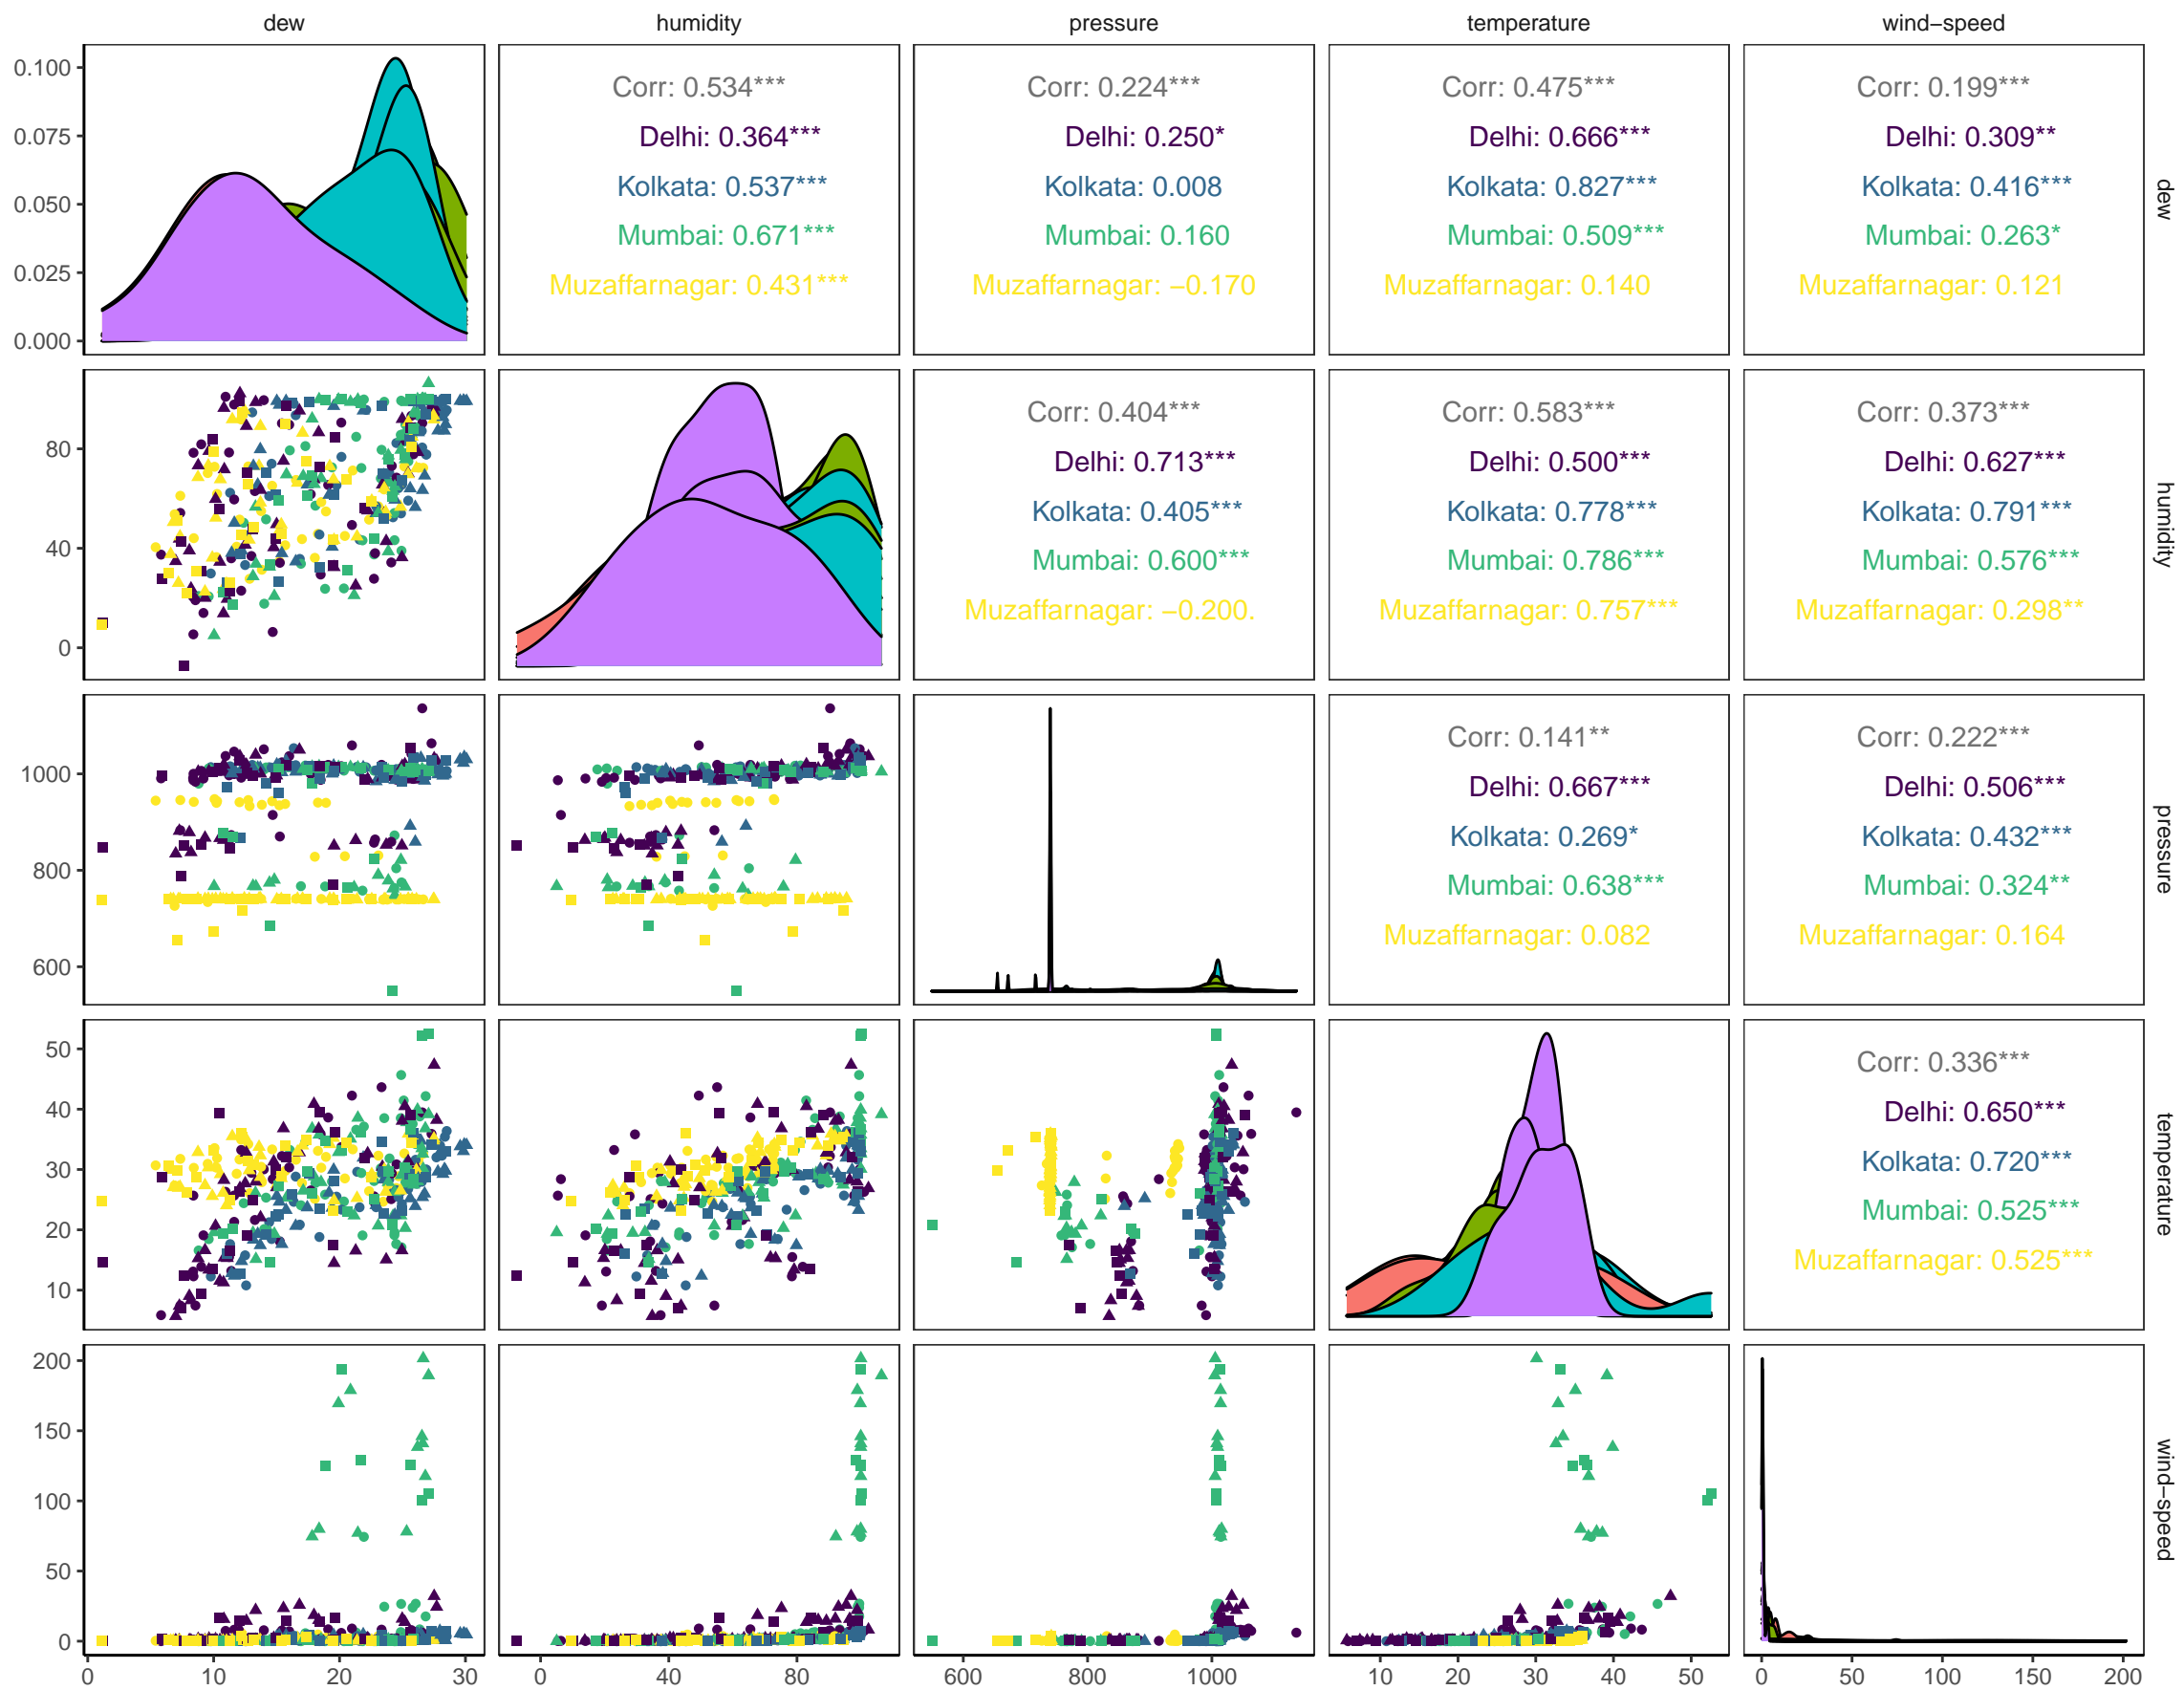 dew humidity pressure temperature wind−speed
0.100
0.075
0.050
0.025
0.000
Corr: 0.534***
Delhi: 0.364***
Kolkata: 0.537***
Mumbai: 0.671***
Muzaffarnagar: 0.431***
Corr: 0.224***
Delhi: 0.250*
Kolkata: 0.008
Mumbai: 0.160
Muzaffarnagar: −0.170
Corr: 0.475***
Delhi: 0.666***
Kolkata: 0.827***
Mumbai: 0.509***
Muzaffarnagar: 0.140
Corr: 0.199***
Delhi: 0.309**
Kolkata: 0.416***
Mumbai: 0.263*
Muzaffarnagar: 0.121
dew
80
40
0
Corr: 0.404***
Delhi: 0.713***
Kolkata: 0.405***
Mumbai: 0.600***
Muzaffarnagar: −0.200.
Corr: 0.583***
Delhi: 0.500***
Kolkata: 0.778***
Mumbai: 0.786***
Muzaffarnagar: 0.757***
Corr: 0.373***
Delhi: 0.627***
Kolkata: 0.791***
Mumbai: 0.576***
Muzaffarnagar: 0.298**
humidity
1000
800
600
Corr: 0.141**
Delhi: 0.667***
Kolkata: 0.269*
Mumbai: 0.638***
Muzaffarnagar: 0.082
Corr: 0.222***
Delhi: 0.506***
Kolkata: 0.432***
Mumbai: 0.324**
Muzaffarnagar: 0.164
pressure
50
40
30
20
10
Corr: 0.336***
Delhi: 0.650***
Kolkata: 0.720***
Mumbai: 0.525***
Muzaffarnagar: 0.525***
temperature
200
150
100
50
0
wind−speed
0 10 20 30
0 40 80
600 800 1000
10 20 30 40 50
0 50 100 150 200